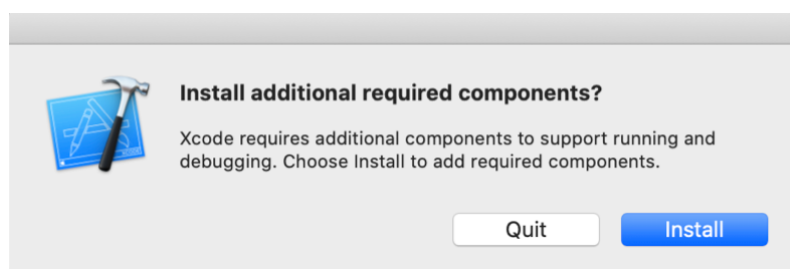 Install additional required components?
Xcode requires additional components to support running and
debugging. Choose Install to add required components.
Quit
Install